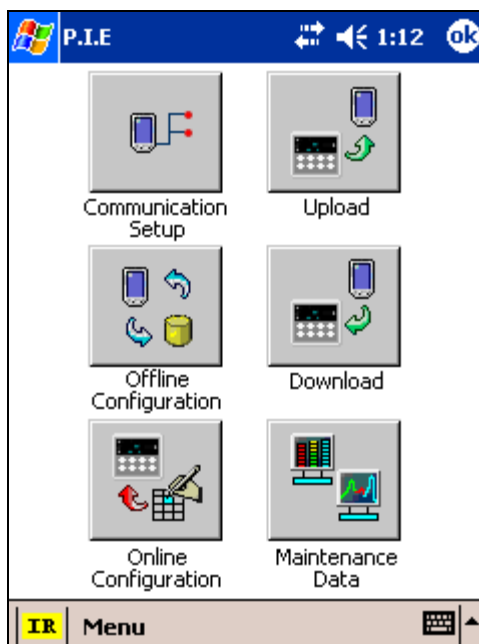 P.I.E 1:12 ok
Communication
Setup
Upload
Offline
Configuration
Download
Online
Configuration
Maintenance
Data
IR Menu